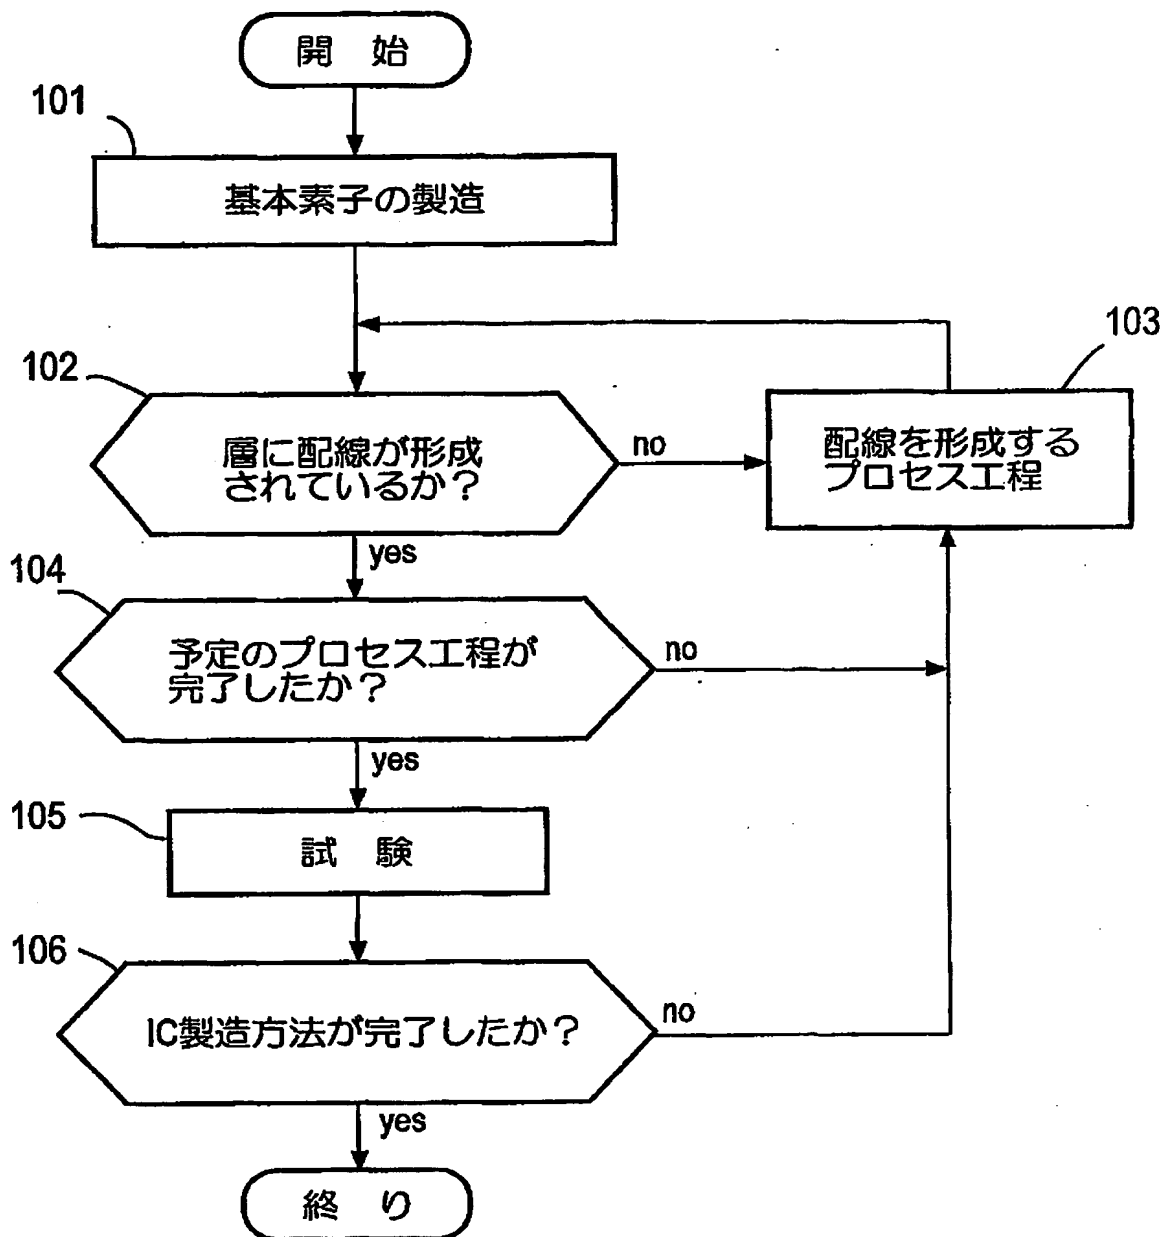 開 始
101
基本素子の製造
103
102
層に配線が形成
されているか?
no
配線を形成する
プロセス工程
yes
104
予定のプロセス工程が
完了したか?
no
yes
105
試 験
106
IC製造方法が完了したか?
no
yes
終 り